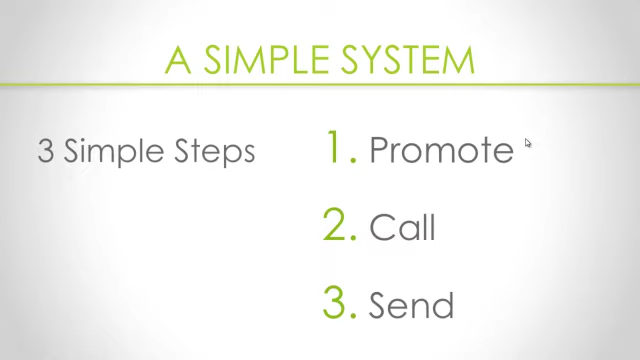 A SIMPLE SYSTEM
3 Simple Steps
1. Promote
2. Call
3. Send